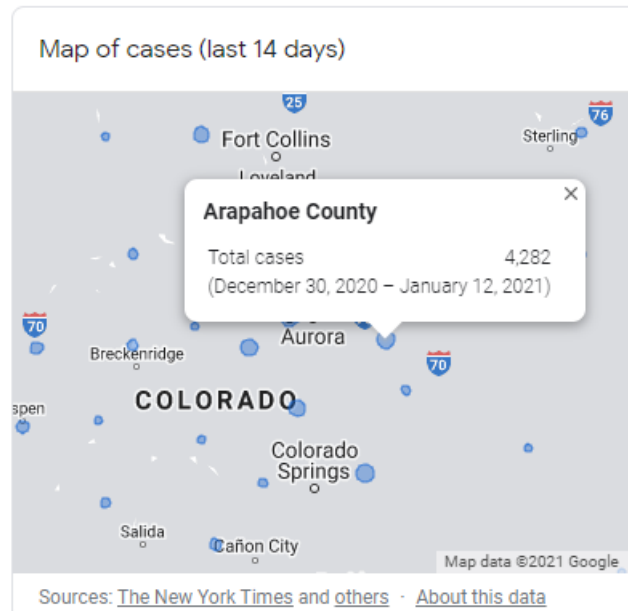 Map of cases (last 14 days)
25
76
Fort Collins
Sterling
Loveland
×
Arapahoe County
Total cases 4,282
(December 30, 2020 – January 12, 2021)
70
Aurora
Breckenridge
70
COLORADO
spen
Colorado
Springs
Salida
Cañon City
Map data ©2021 Google
Sources: The New York Times and others · About this data